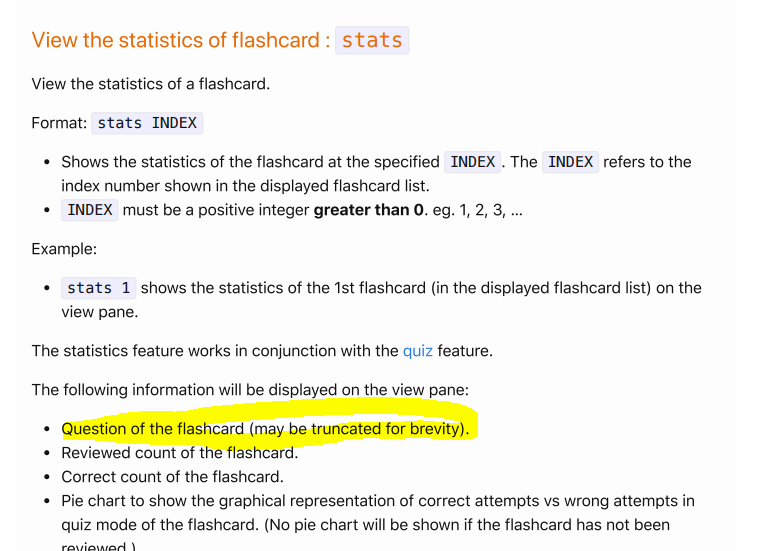 View the statistics of flashcard : stats
View the statistics of a flashcard.
Format: stats INDEX
• Shows the statistics of the flashcard at the specified INDEX . The INDEX refers to the
index number shown in the displayed flashcard list.
• INDEX must be a positive integer greater than 0. eg. 1, 2, 3, ...
Example:
• stats 1 shows the statistics of the 1st flashcard (in the displayed flashcard list) on the
view pane.
The statistics feature works in conjunction with the quiz feature.
The following information will be displayed on the view pane:
• Question of the flashcard (may be truncated for brevity).
• Reviewed count of the flashcard.
• Correct count of the flashcard.
• Pie chart to show the graphical representation of correct attempts vs wrong attempts in
quiz mode of the flashcard. (No pie chart will be shown if the flashcard has not been
reviewed.)